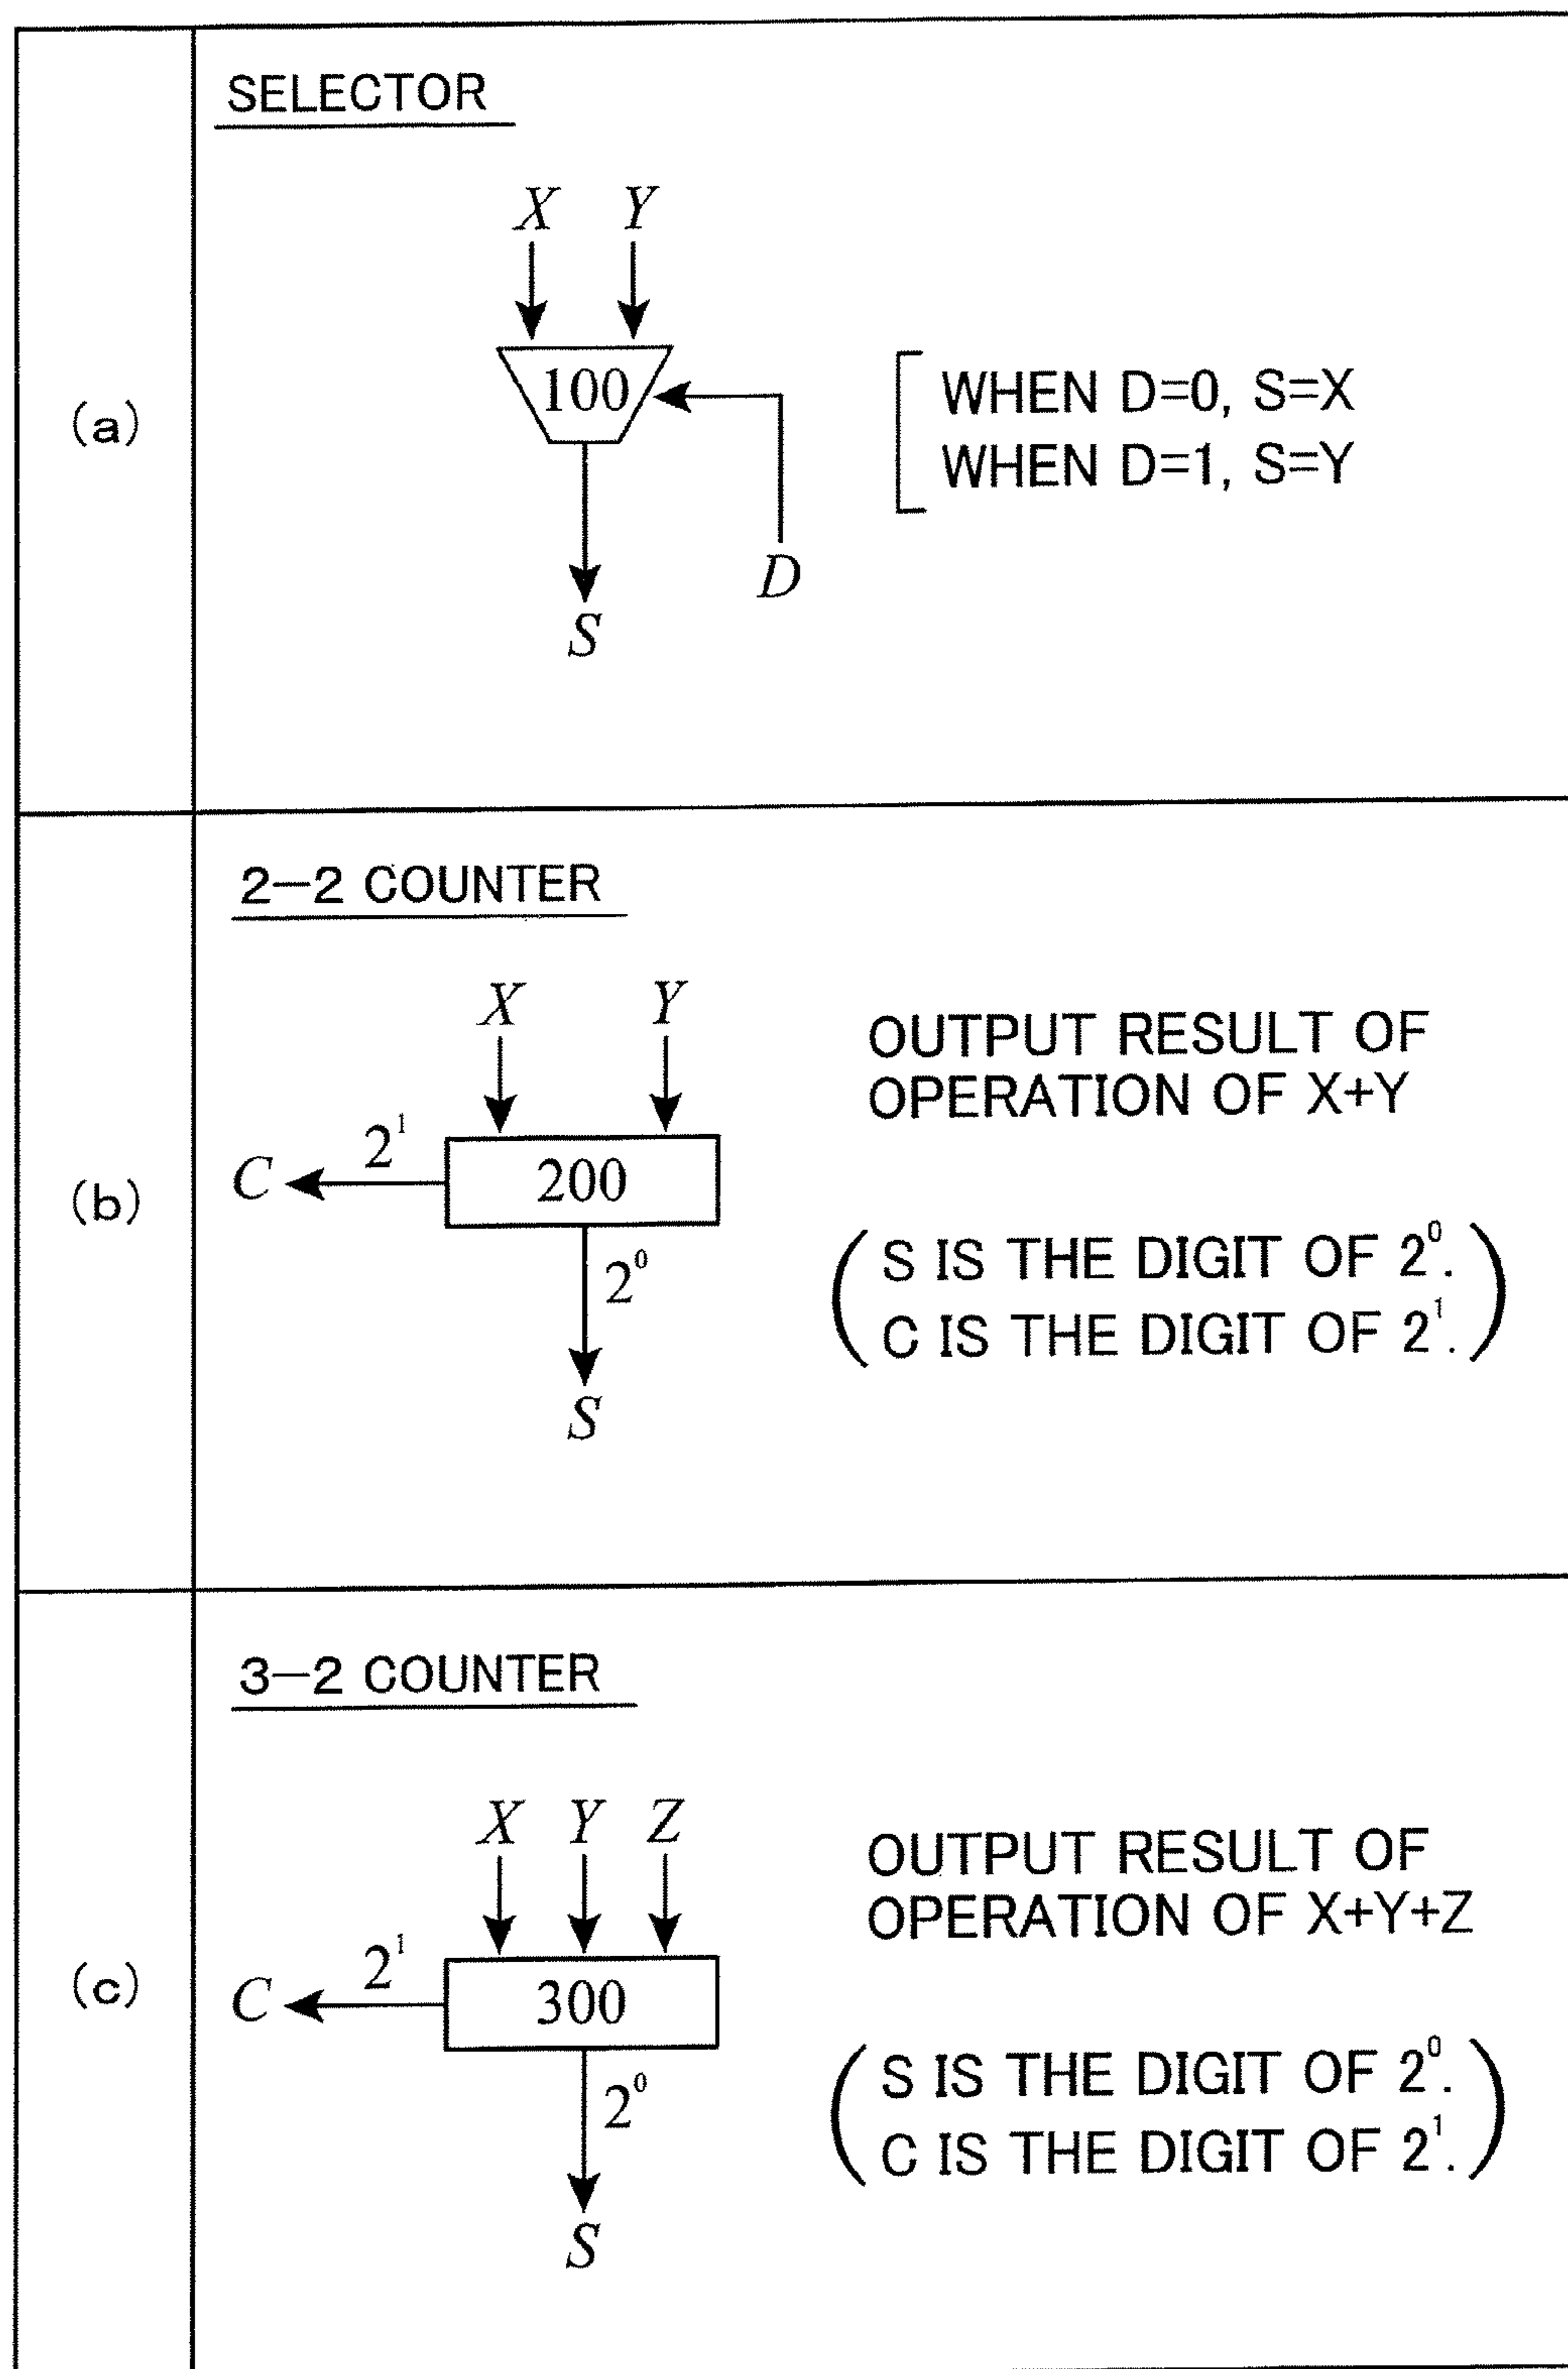 (a)
SELECTOR
X Y
100
D
S
WHEN D=0, S=X
WHEN D=1, S=Y
(b)
2-2 COUNTER
X Y
C 2¹ 200
2⁰
S
OUTPUT RESULT OF
OPERATION OF X+Y
S IS THE DIGIT OF 2⁰.
C IS THE DIGIT OF 2¹.
(c)
3-2 COUNTER
X Y Z
C 2¹ 300
2⁰
S
OUTPUT RESULT OF
OPERATION OF X+Y+Z
S IS THE DIGIT OF 2⁰.
C IS THE DIGIT OF 2¹.